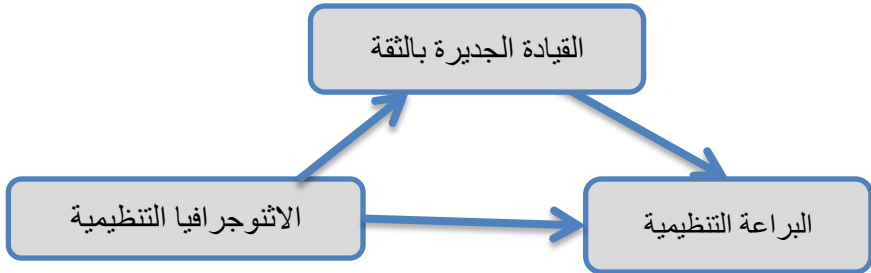 القيادة الجديرة بالثقة
الاثنوجرافيا التنظيمية
البراعة التنظيمية